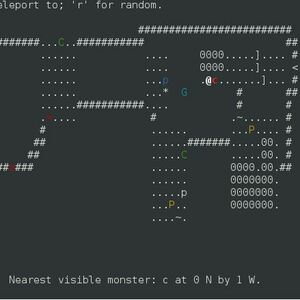 eleport to; 'r' for random.
####################
#######...C..########## ##
...... .... 0000.....]....#
...... .... 0000.....].... <
...... ...p .@c.......]... #
...... ...* G # ##
......###########.... # #
. ...... # .~......#
# ...... ....P.... #
## ......#######.....00. #
## .....C .....00. #
## ## ...... 0000.00.##
...... 0000000.
.....p 0000000.
...P.. 0000000.
....~.
Nearest visible monster: c at 0 N by 1 W.